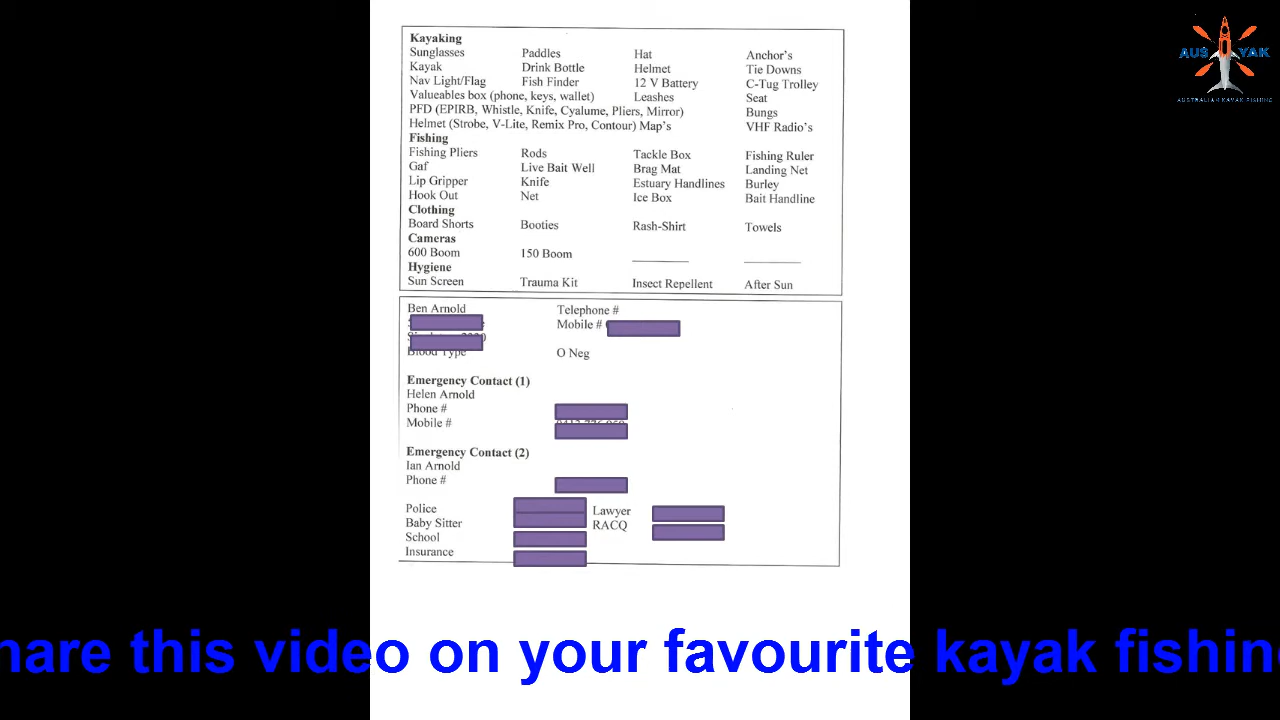 Kayaking
Sunglasses Paddles Hat Anchor's
Kayak Drink Bottle Helmet Tie Downs
Nav Light/Flag Fish Finder 12 V Battery C-Tug Trolley
Valueables box (phone, keys, wallet) Leashes Seat
PFD (EPIRB, Whistle, Knife, Cyalume, Pliers, Mirror) Bungs
Helmet (Strobe, V-Lite, Remix Pro, Contour) Map's VHF Radio's
Fishing
Fishing Pliers Rods Tackle Box Fishing Ruler
Gaf Live Bait Well Brag Mat Landing Net
Lip Gripper Knife Estuary Handlines Burley
Hook Out Net Ice Box Bait Handline
Clothing
Board Shorts Booties Rash-Shirt Towels
Cameras
600 Boom 150 Boom
Hygiene
Sun Screen Trauma Kit Insect Repellent After Sun
Ben Arnold Telephone #
Mobile #
Blood Type O Neg
Emergency Contact (1)
Helen Arnold
Phone #
Mobile #
Emergency Contact (2)
Ian Arnold
Phone #
Police Lawyer
Baby Sitter RACQ
School
Insurance
hare this video on your favourite kayak fishing
AUS YAK
AUSTRALIAN KAYAK FISHING